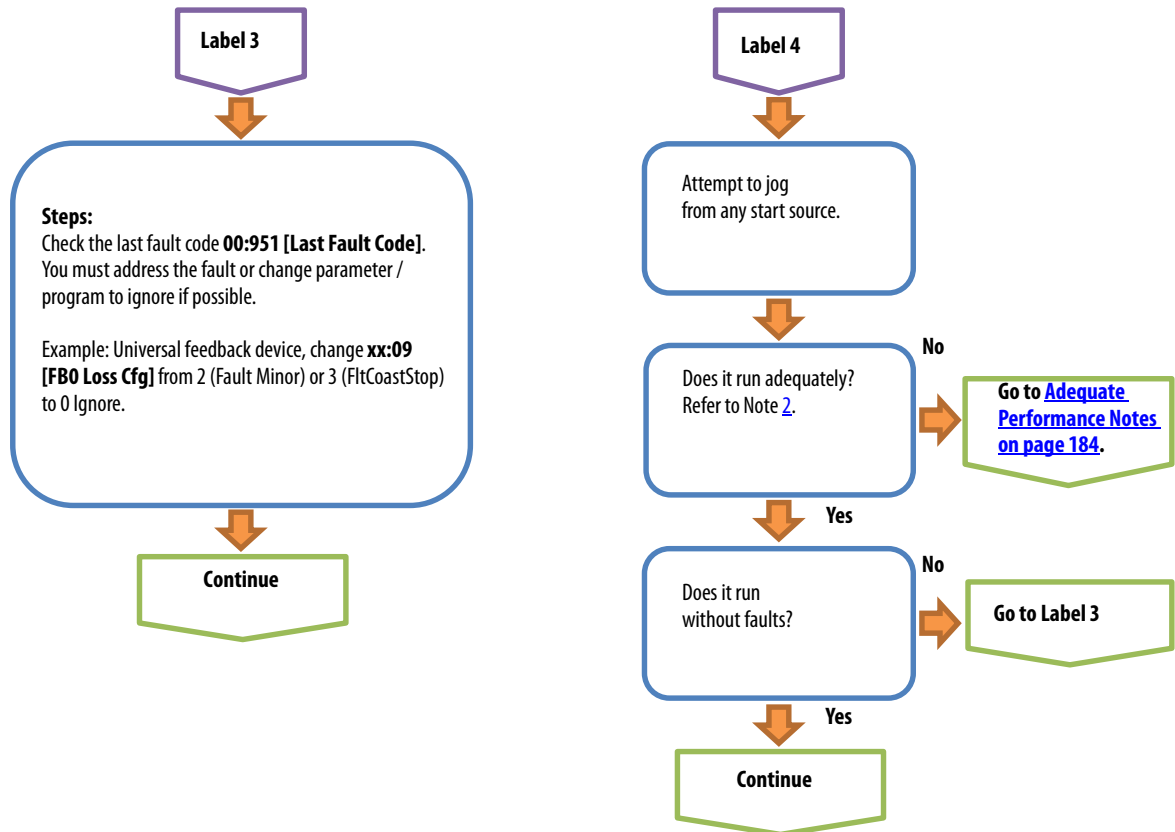 Label 3
Steps:
Check the last fault code 00:951 [Last Fault Code].
You must address the fault or change parameter /
program to ignore if possible.
Example: Universal feedback device, change xx:09
[FB0 Loss Cfg] from 2 (Fault Minor) or 3 (FltCoastStop)
to 0 Ignore.
Continue
Label 4
Attempt to jog
from any start source.
Does it run adequately?
Refer to Note 2.
No
Go to Adequate
Performance Notes
on page 184.
Yes
Does it run
without faults?
No
Go to Label 3
Yes
Continue